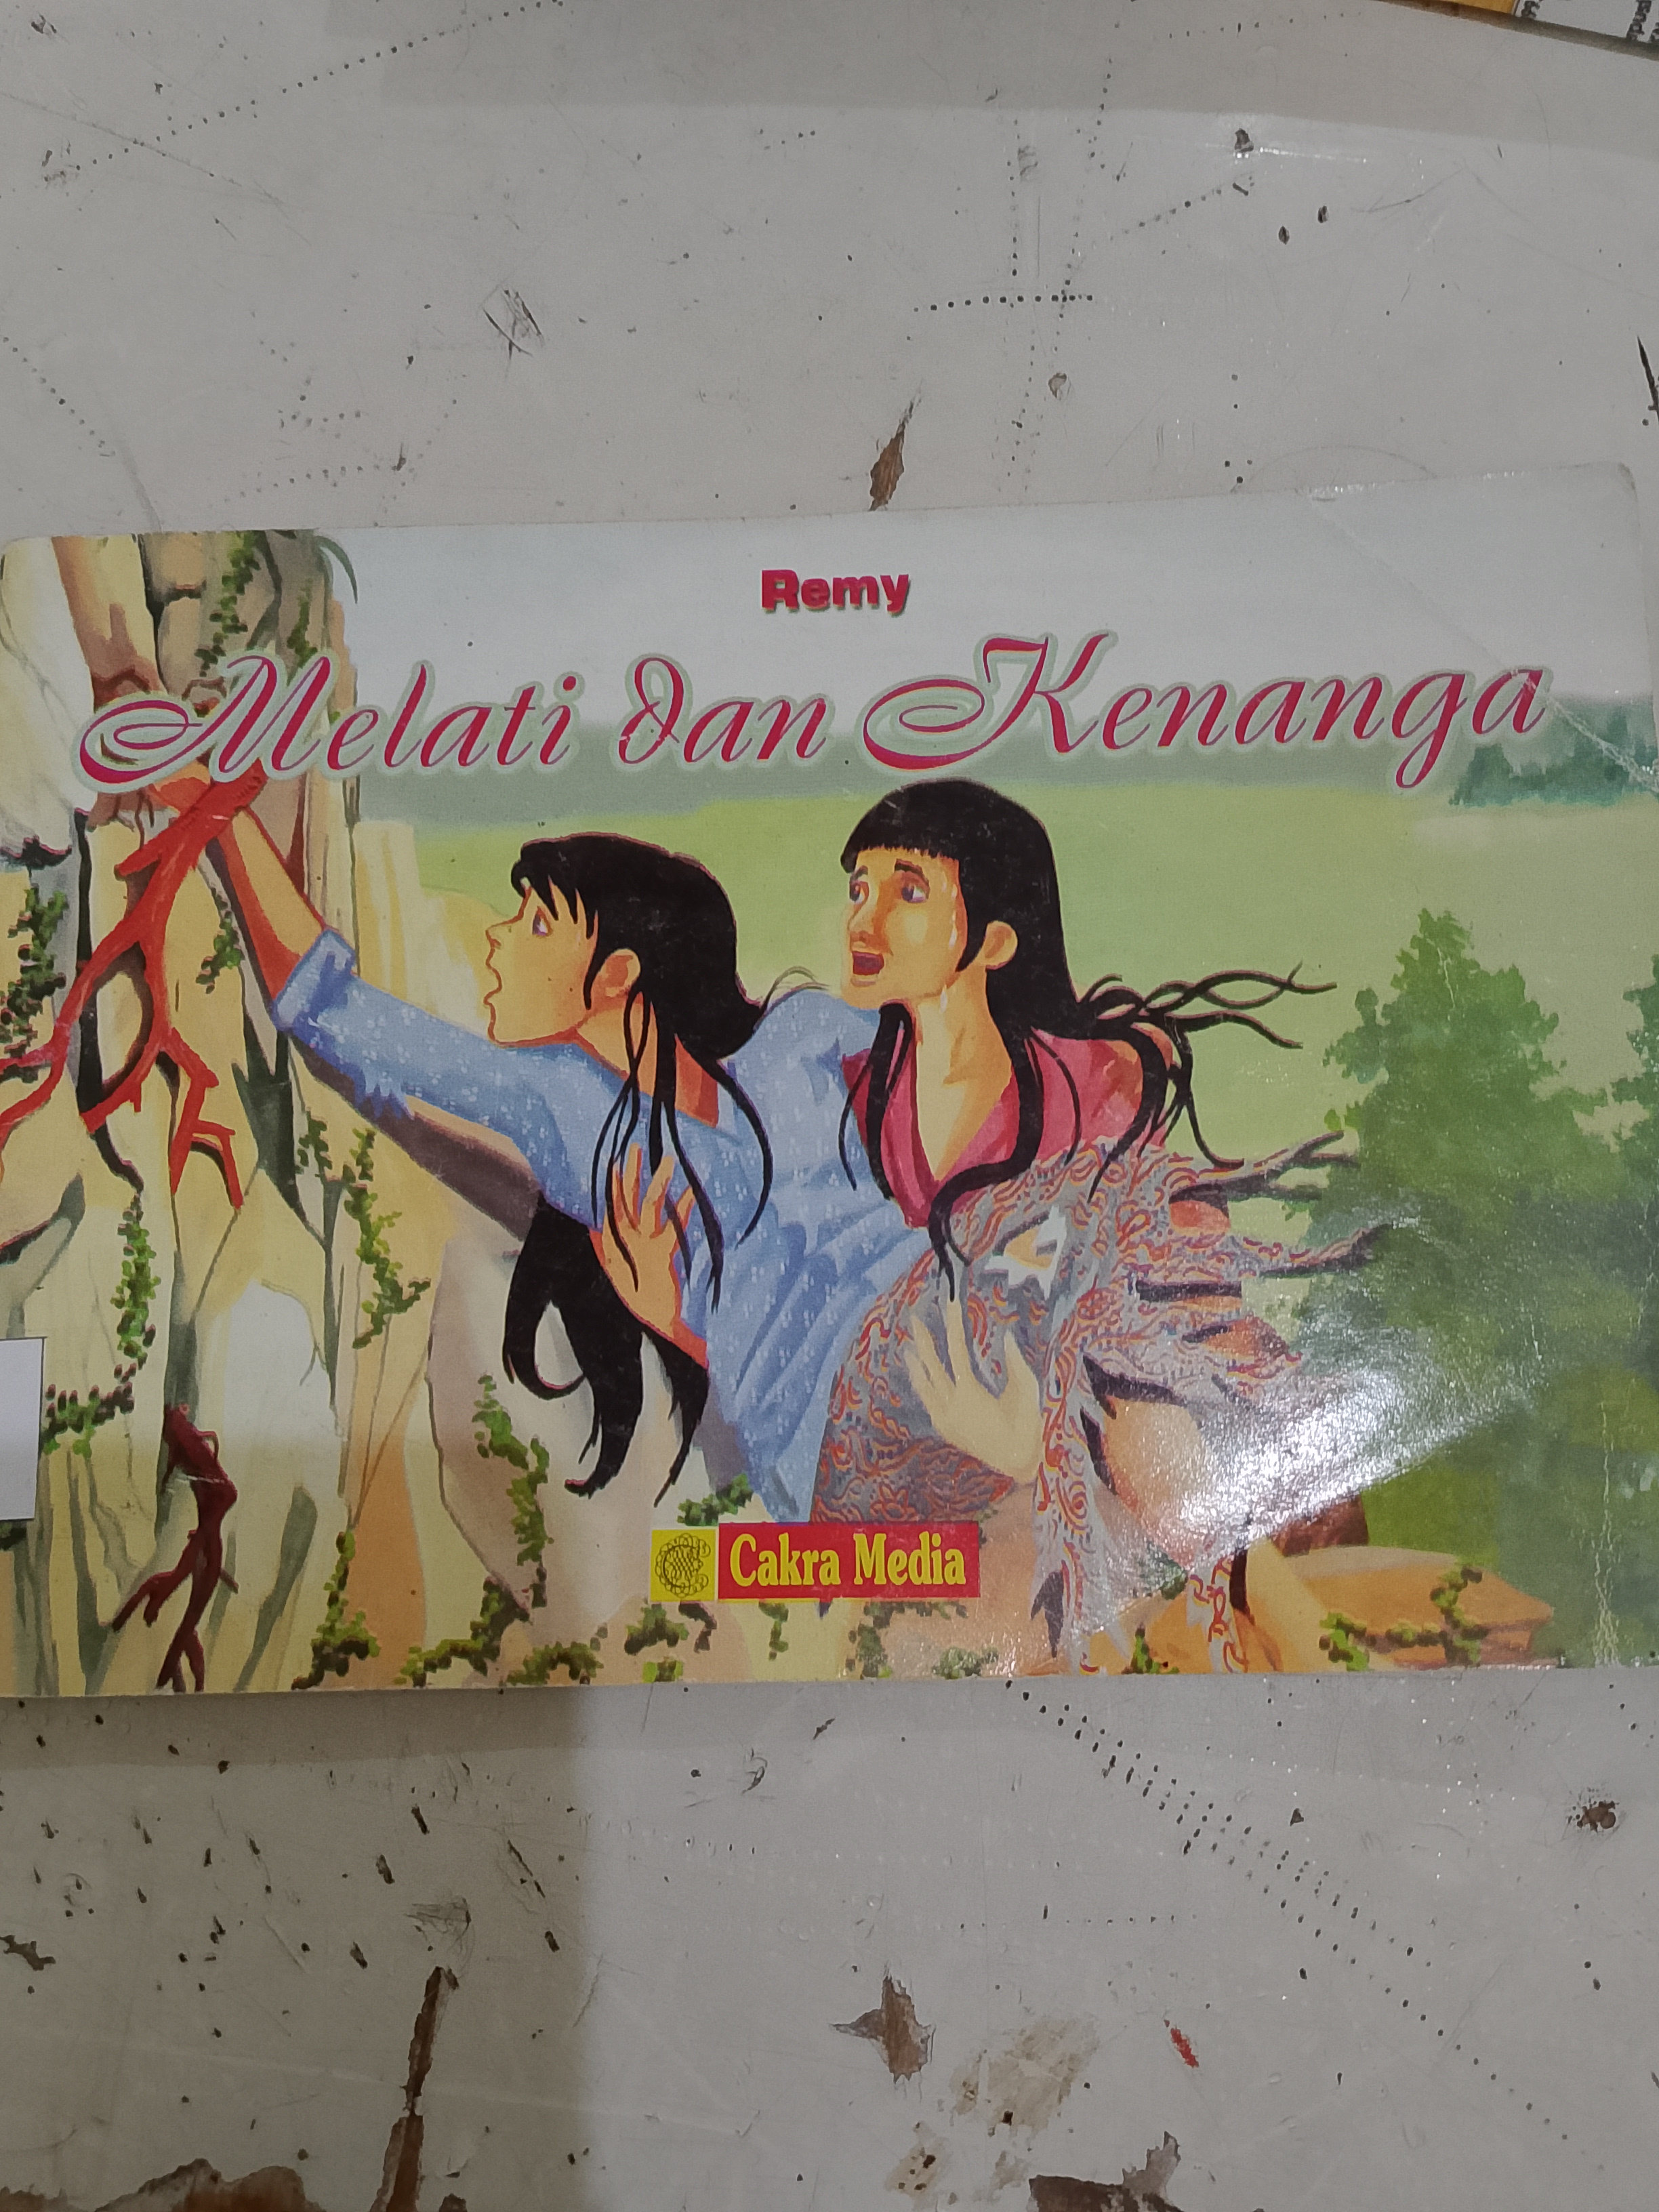 Remy
Melati dan Kenanga
Cakra Media